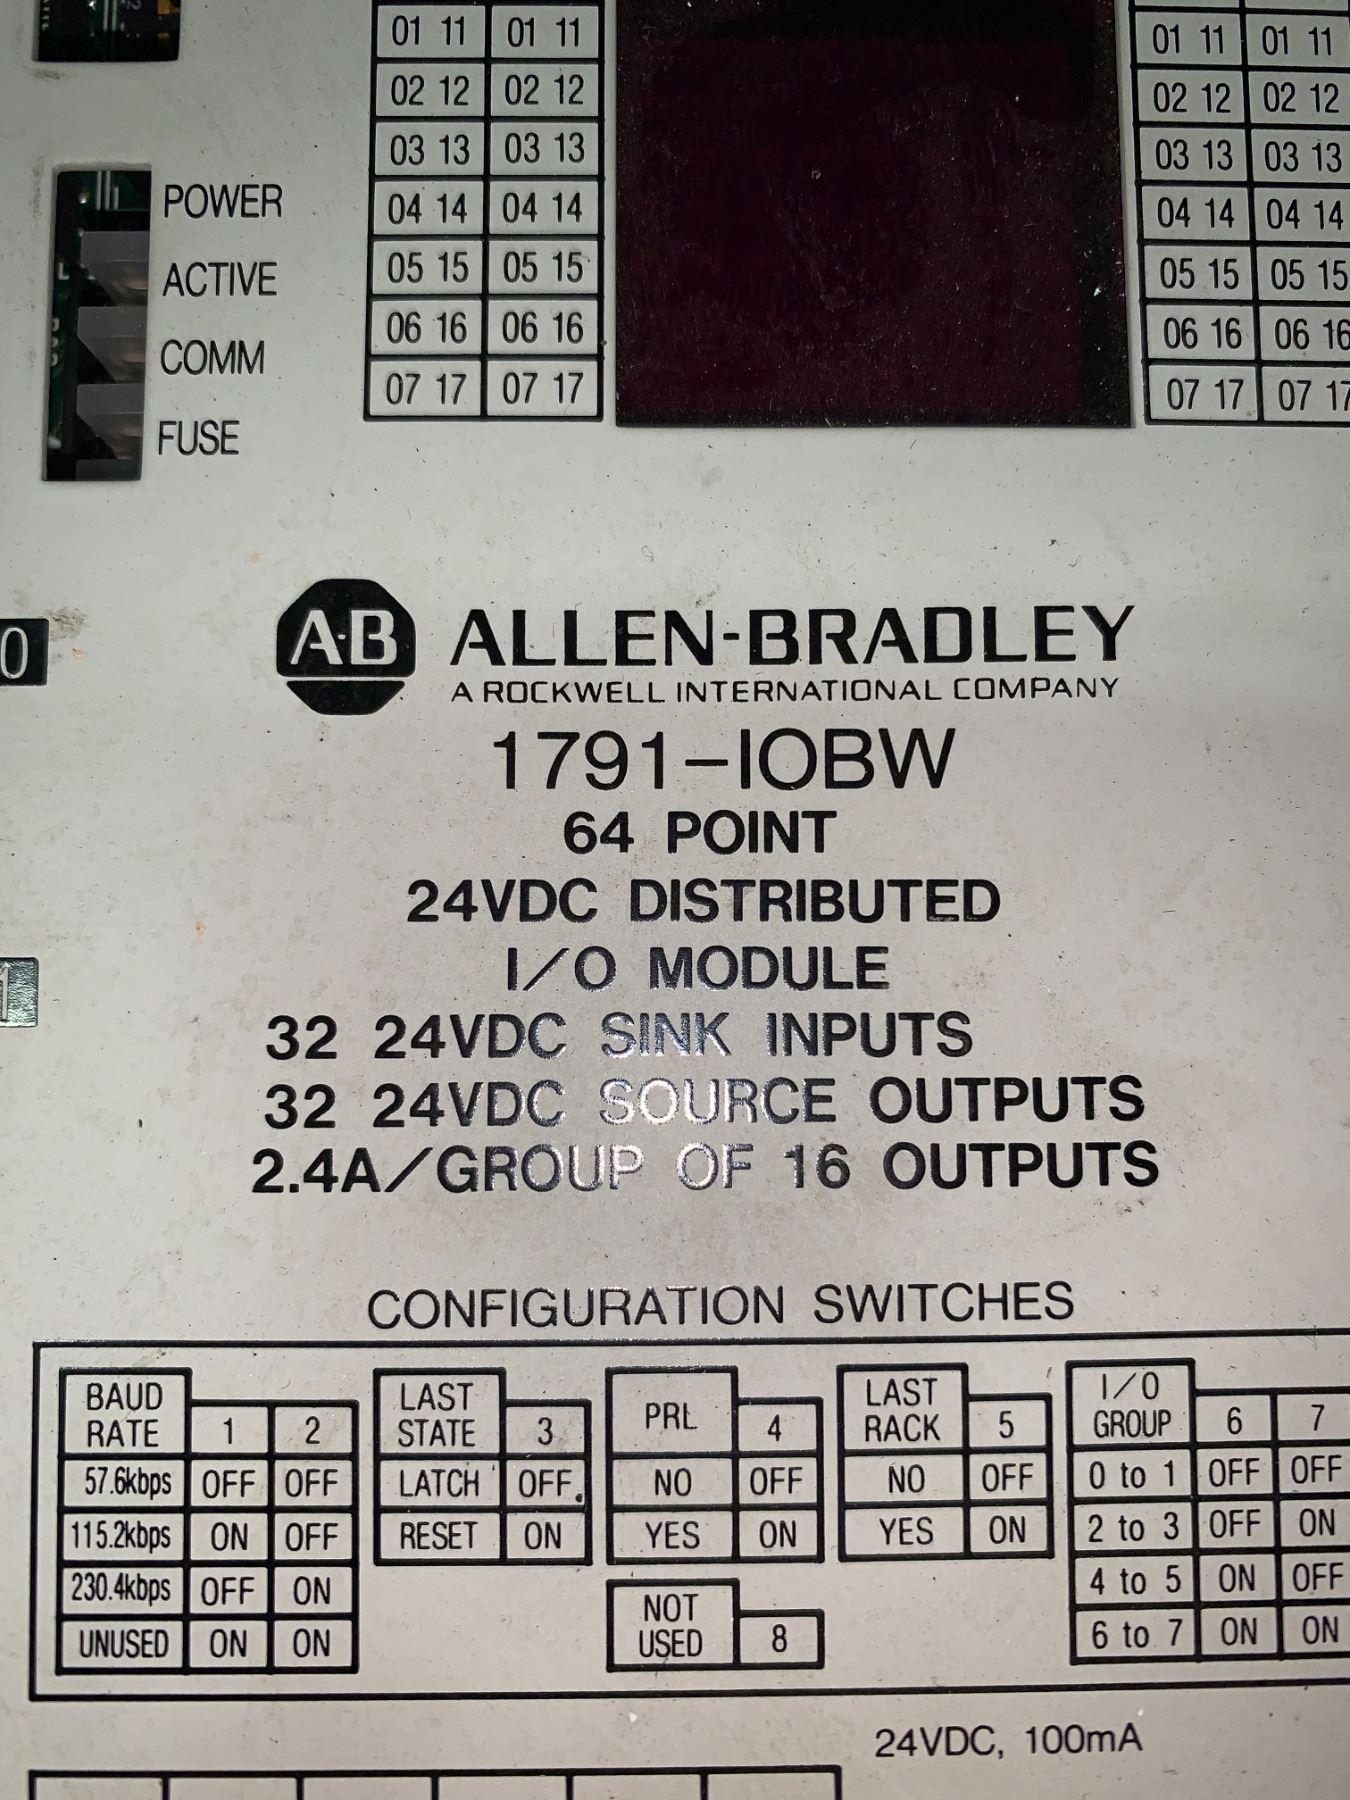 01 11 01 11 01 11 01 11
02 12 02 12 02 12 02 12
03 13 03 13 03 13 03 13
04 14 04 14 04 14 04 14
05 15 05 15 05 15 05 15
06 16 06 16 06 16 06 16
07 17 07 17 07 17 07 17
POWER
ACTIVE
COMM
FUSE
0
1
A-B ALLEN-BRADLEY
A ROCKWELL INTERNATIONAL COMPANY
1791-IOBW
64 POINT
24VDC DISTRIBUTED
I/O MODULE
32 24VDC SINK INPUTS
32 24VDC SOURCE OUTPUTS
2.4A/GROUP OF 16 OUTPUTS
CONFIGURATION SWITCHES
BAUD
RATE 1 2
57.6kbps OFF OFF
115.2kbps ON OFF
230.4kbps OFF ON
UNUSED ON ON
LAST
STATE 3
LATCH OFF
RESET ON
PRL 4
NO OFF
YES ON
NOT
USED 8
LAST
RACK 5
NO OFF
YES ON
I/O
GROUP 6 7
0 to 1 OFF OFF
2 to 3 OFF ON
4 to 5 ON OFF
6 to 7 ON ON
24VDC, 100mA